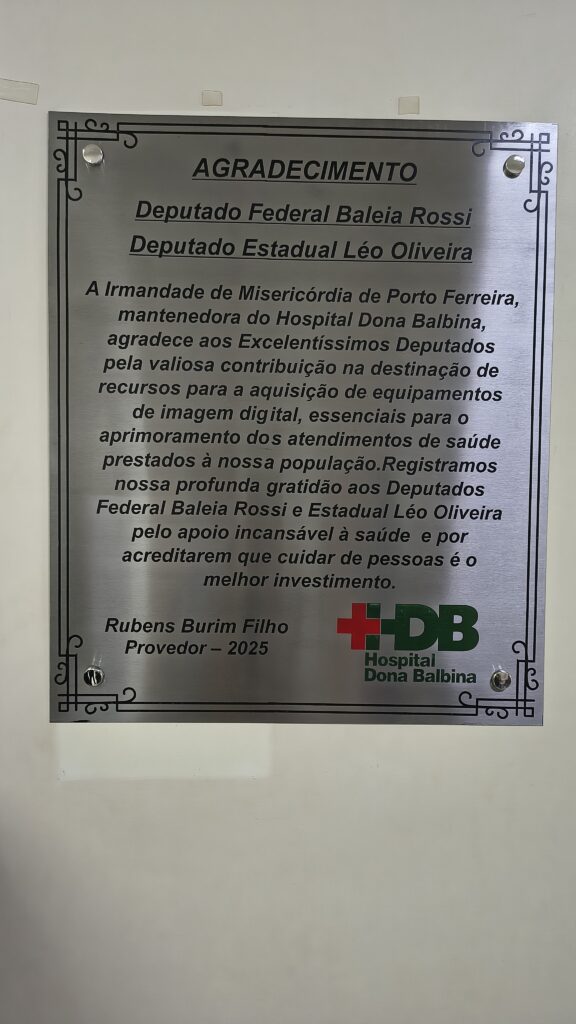 AGRADECIMENTO
Deputado Federal Baleia Rossi
Deputado Estadual Léo Oliveira
A Irmandade de Misericórdia de Porto Ferreira,
mantenedora do Hospital Dona Balbina,
agradece aos Excelentíssimos Deputados
pela valiosa contribuição na destinação de
recursos para a aquisição de equipamentos
de imagem digital, essenciais para o
aprimoramento dos atendimentos de saúde
prestados à nossa população.Registramos
nossa profunda gratidão aos Deputados
Federal Baleia Rossi e Estadual Léo Oliveira
pelo apoio incansável à saúde e por
acreditarem que cuidar de pessoas é o
melhor investimento.
Rubens Burim Filho
Provedor – 2025
HDB
Hospital
Dona Balbina